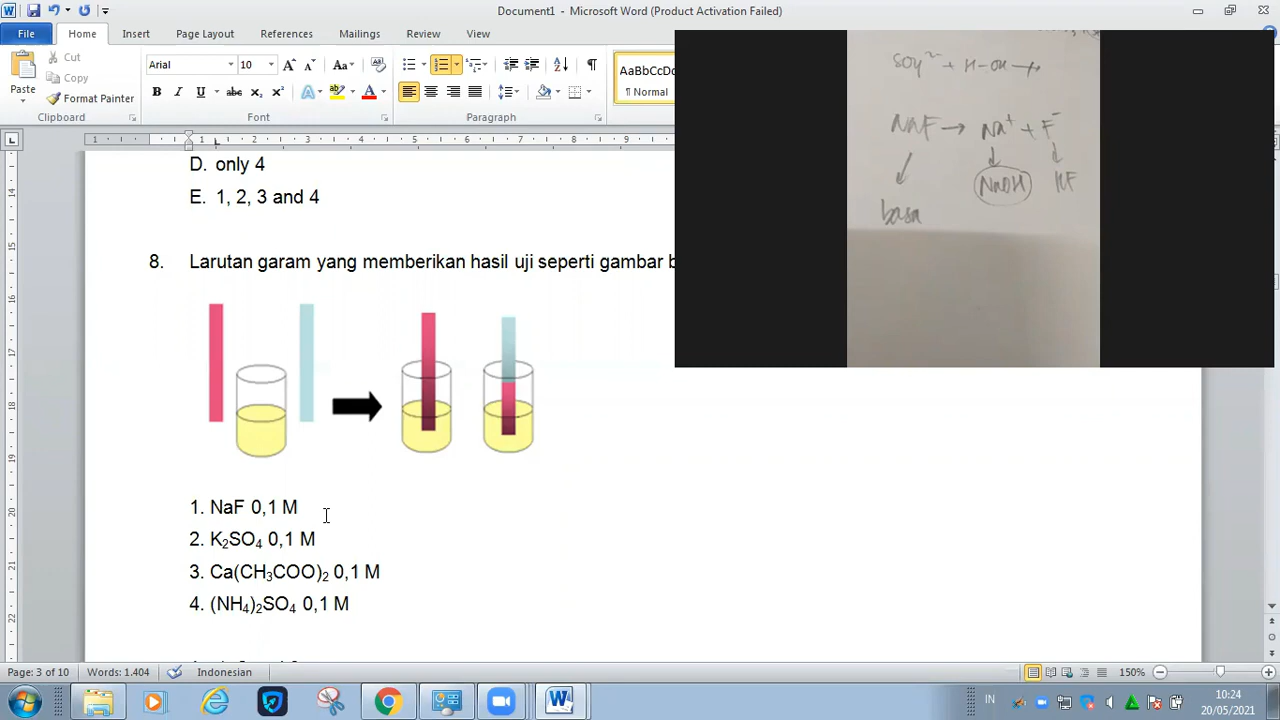 Document1 - Microsoft Word (Product Activation Failed)
File Home Insert Page Layout References Mailings Review View
Cut
Copy
Format Painter
Paste
Clipboard
Arial 10
Font
Paragraph
AaBbCcDd
¶ Normal
D. only 4
E. 1, 2, 3 and 4
8. Larutan garam yang memberikan hasil uji seperti gambar
1. NaF 0,1 M
2. K₂SO₄ 0,1 M
3. Ca(CH₃COO)₂ 0,1 M
4. (NH₄)₂SO₄ 0,1 M
SO4²⁻ + H-OH →
NaF → Na⁺ + F⁻
NaOH HF
basa
Page: 3 of 10 Words: 1.404 Indonesian 150%
IN 10:24
20/05/2021